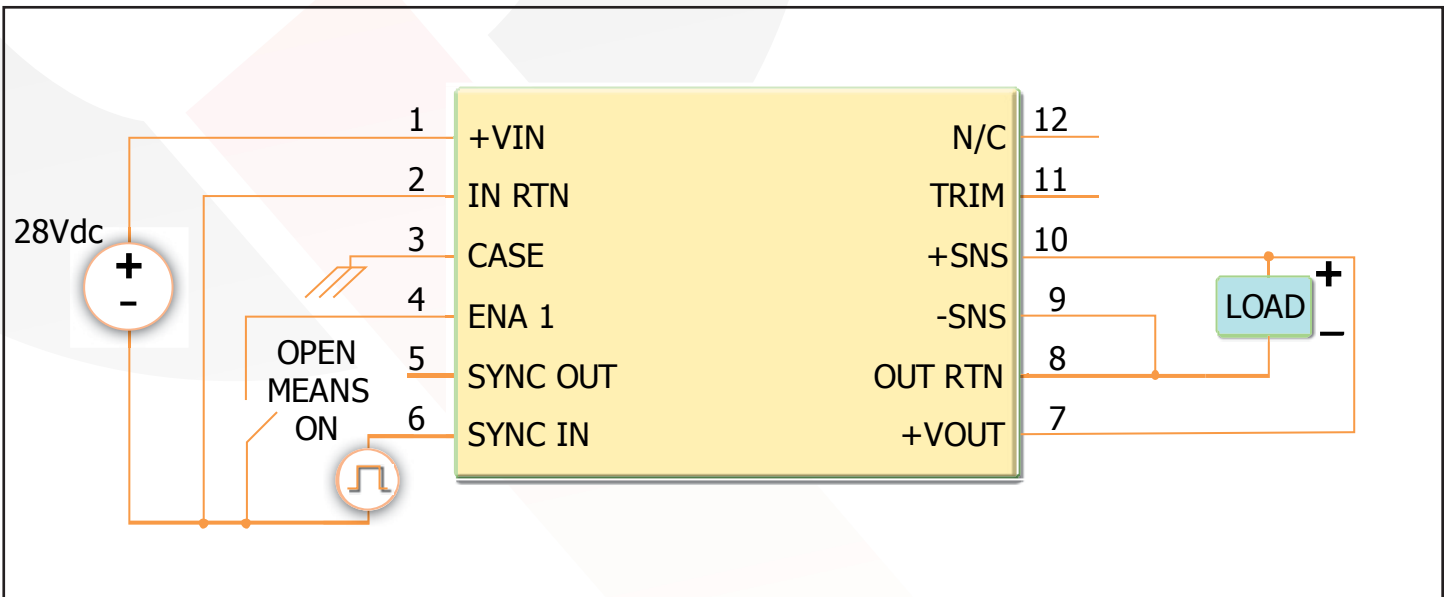 28Vdc
+
-
OPEN
MEANS
ON
1
+VIN
2
IN RTN
3
CASE
4
ENA 1
5
SYNC OUT
6
SYNC IN
12
N/C
11
TRIM
10
+SNS
9
-SNS
8
OUT RTN
7
+VOUT
LOAD
+
–